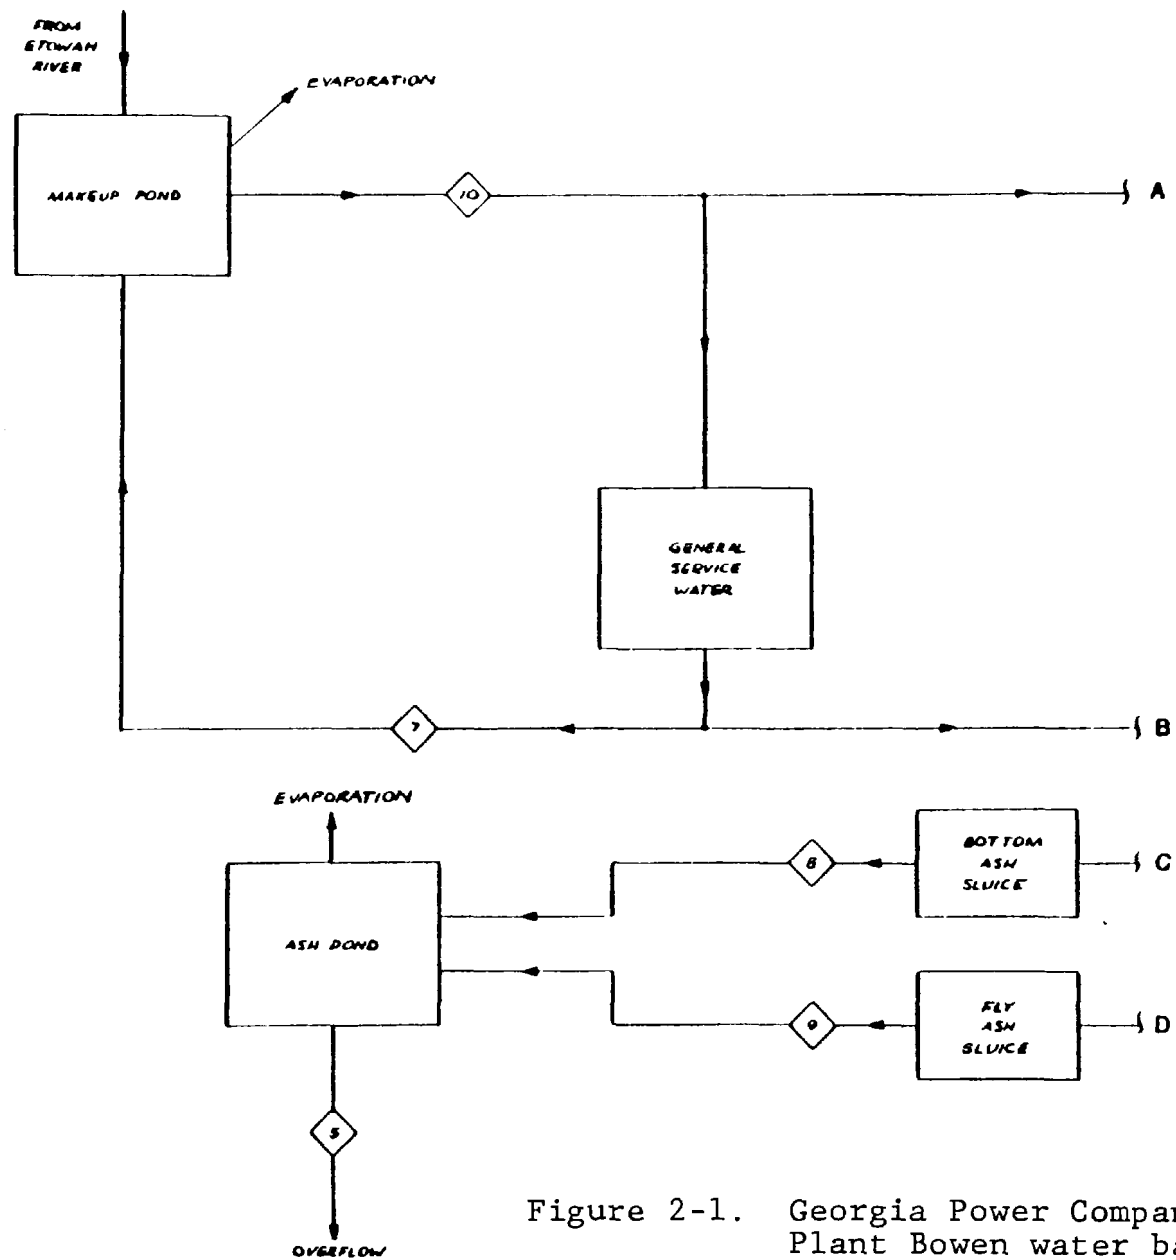 FROM
ETOWAH
RIVER
EVAPORATION
MAKEUP POND
10
A
GENERAL
SERVICE
WATER
7
B
EVAPORATION
BOTTOM
ASH
SLUICE
8
C
ASH POND
FLY
ASH
SLUICE
9
D
5
OVERFLOW
Figure 2-1. Georgia Power Compan
Plant Bowen water ba